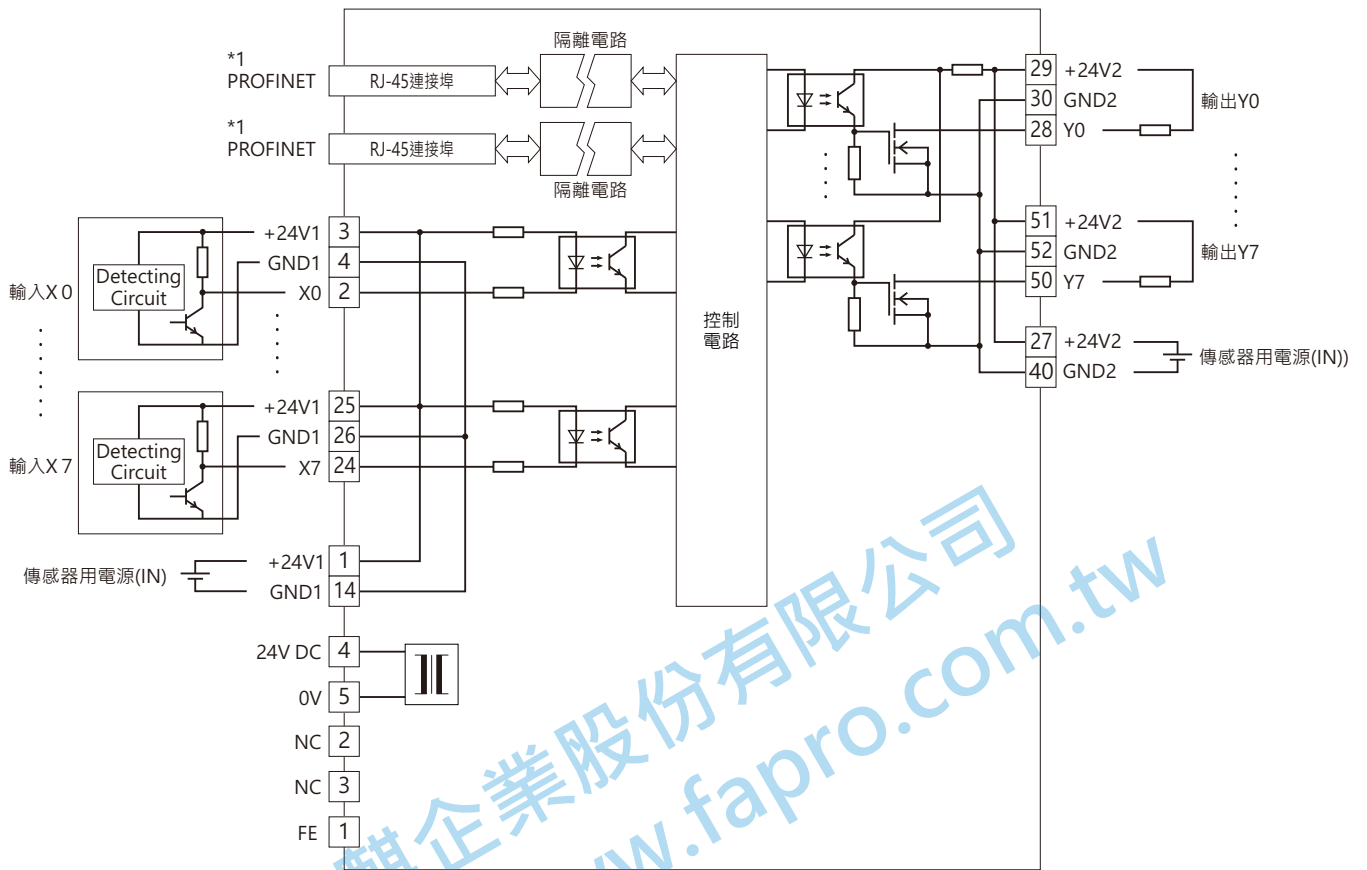 隔離電路
*1
PROFINET
RJ-45連接埠
*1
PROFINET
RJ-45連接埠
隔離電路
控制
電路
+24V1 3
GND1 4
X0 2
Detecting
Circuit
輸入X 0
+24V1 25
GND1 26
X7 24
Detecting
Circuit
輸入X 7
+24V1 1
GND1 14
傳感器用電源(IN)
24V DC 4
0V 5
NC 2
NC 3
FE 1
29 +24V2
30 GND2
28 Y0
輸出Y0
51 +24V2
52 GND2
50 Y7
輸出Y7
27 +24V2
40 GND2
傳感器用電源(IN))
麒企業股份有限公司
w.fapro.com.tw